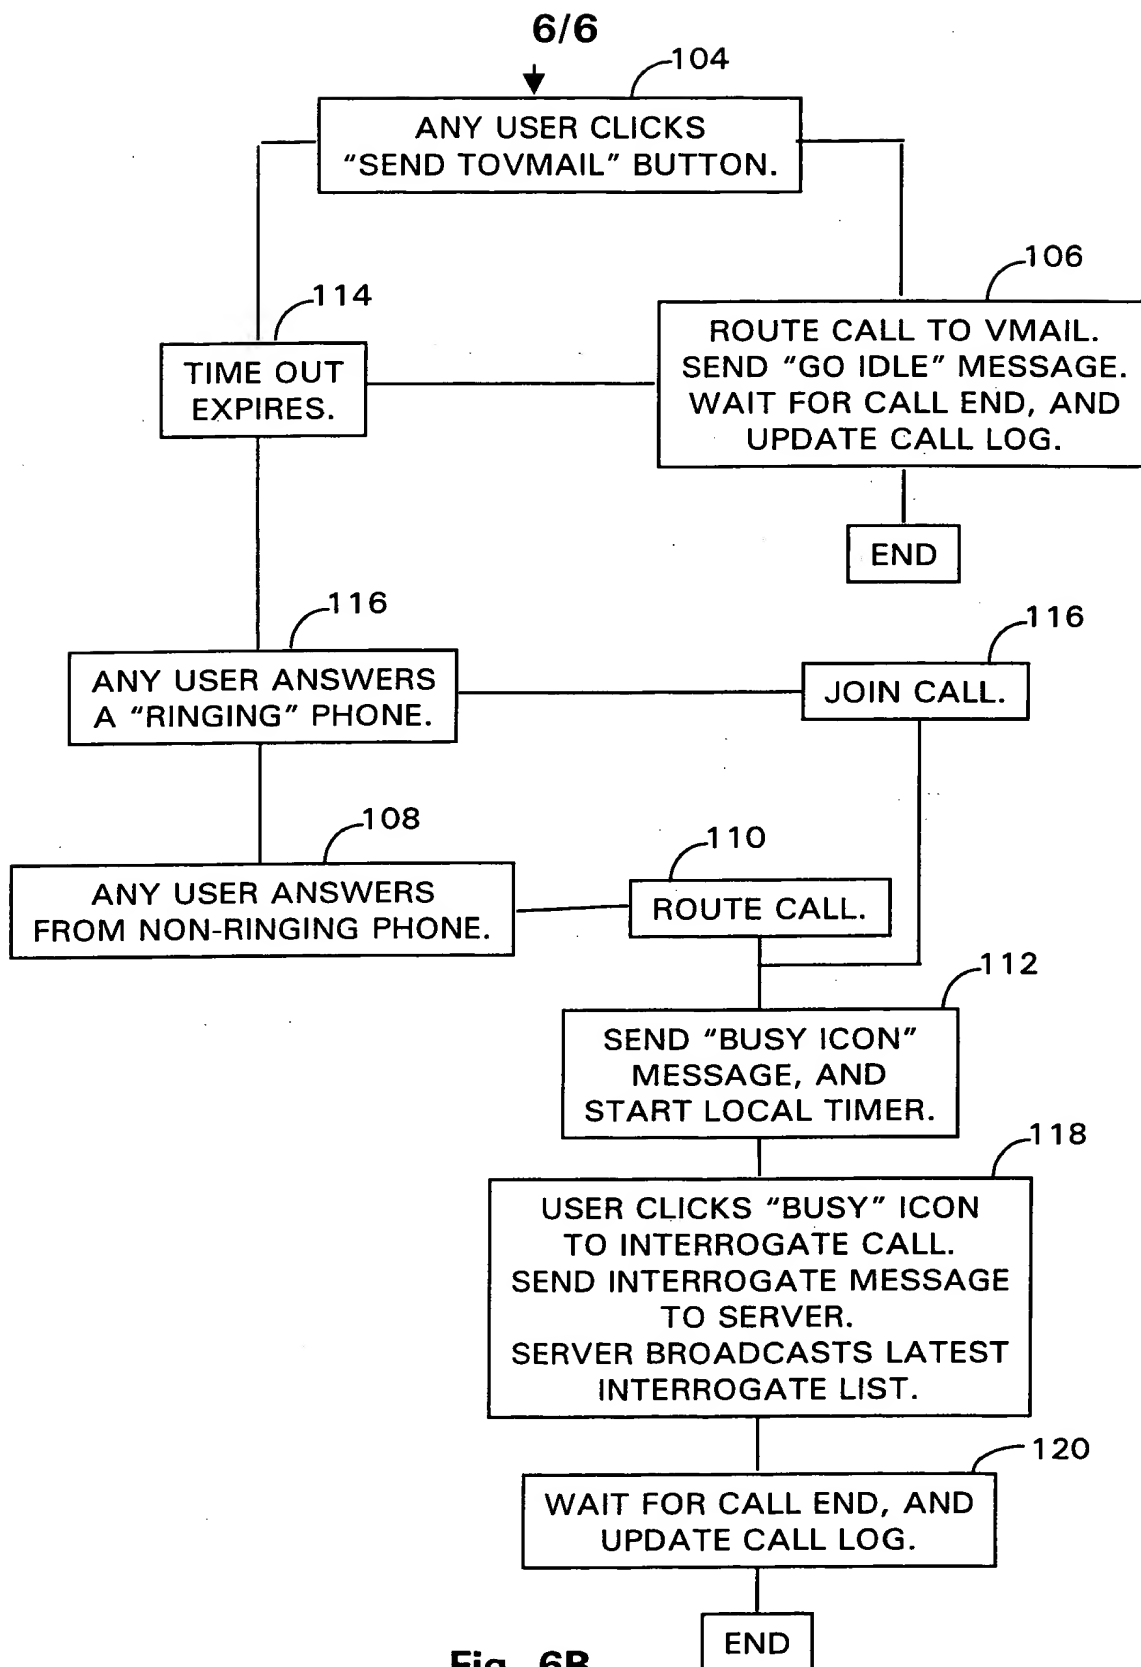 6/6
104
ANY USER CLICKS
"SEND TOVMAIL" BUTTON.
106
114
ROUTE CALL TO VMAIL.
SEND "GO IDLE" MESSAGE.
WAIT FOR CALL END, AND
UPDATE CALL LOG.
TIME OUT
EXPIRES.
END
116
ANY USER ANSWERS
A "RINGING" PHONE.
116
JOIN CALL.
108
ANY USER ANSWERS
FROM NON-RINGING PHONE.
110
ROUTE CALL.
112
SEND "BUSY ICON"
MESSAGE, AND
START LOCAL TIMER.
118
USER CLICKS "BUSY" ICON
TO INTERROGATE CALL.
SEND INTERROGATE MESSAGE
TO SERVER.
SERVER BROADCASTS LATEST
INTERROGATE LIST.
120
WAIT FOR CALL END, AND
UPDATE CALL LOG.
END
Fig. 6B